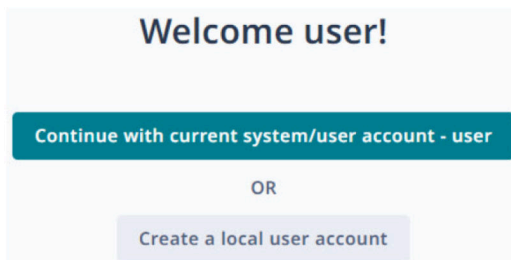 Welcome user!
Continue with current system/user account - user
OR
Create a local user account